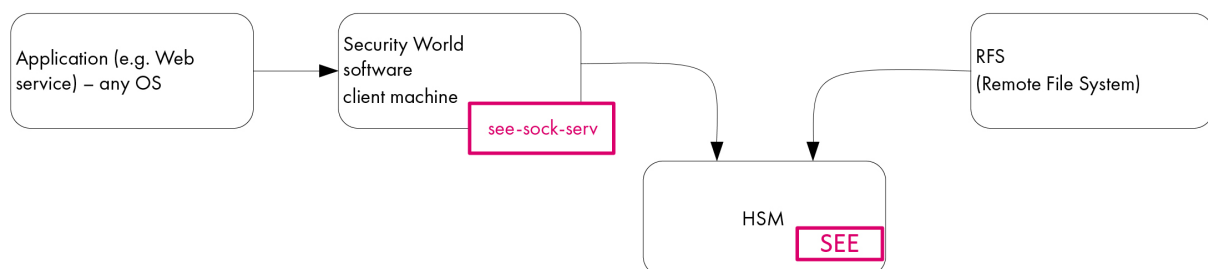 Application (e.g. Web
service) – any OS
Security World
software
client machine
see-sock-serv
RFS
(Remote File System)
HSM
SEE